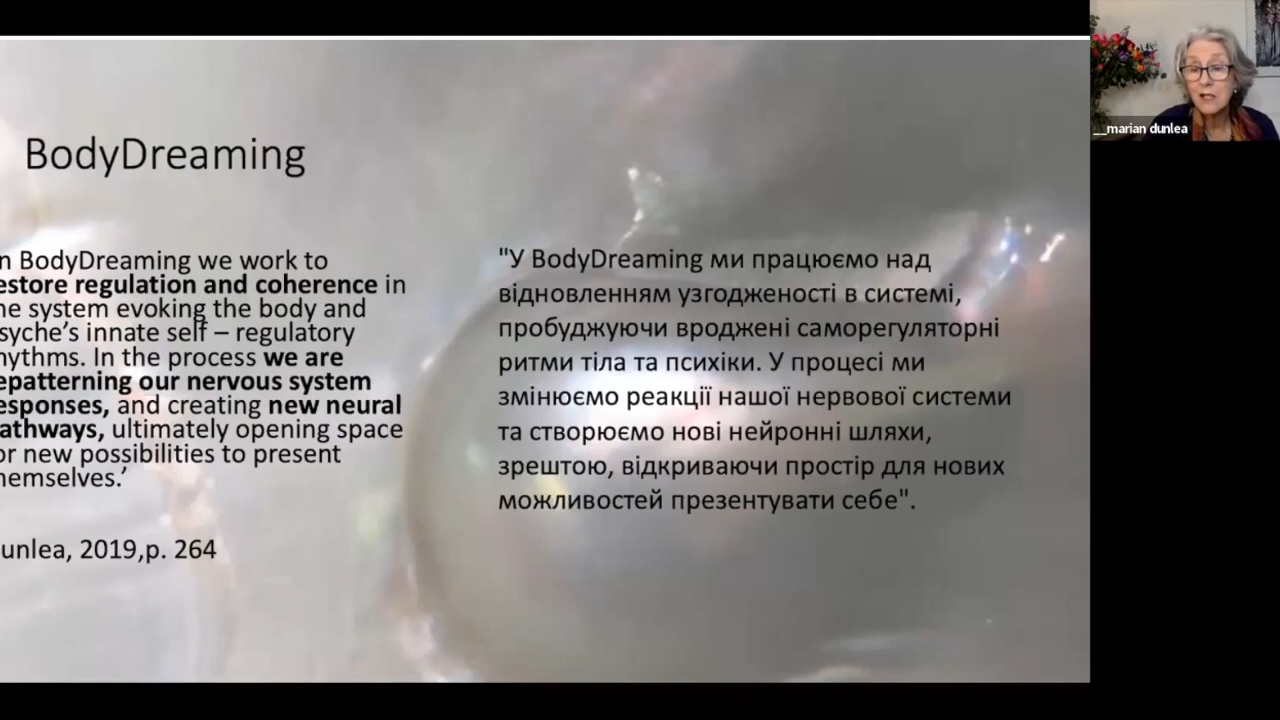 BodyDreaming
n BodyDreaming we work to
estore regulation and coherence in
he system evoking the body and
syche’s innate self – regulatory
hythms. In the process we are
epatterning our nervous system
esponses, and creating new neural
athways, ultimately opening space
or new possibilities to present
hemselves.’
unlea, 2019,p. 264
"У BodyDreaming ми працюємо над
відновленням узгодженості в системі,
пробуджуючи вроджені саморегуляторні
ритми тіла та психіки. У процесі ми
змінюємо реакції нашої нервової системи
та створюємо нові нейронні шляхи,
зрештою, відкриваючи простір для нових
можливостей презентувати себе".
__marian dunlea